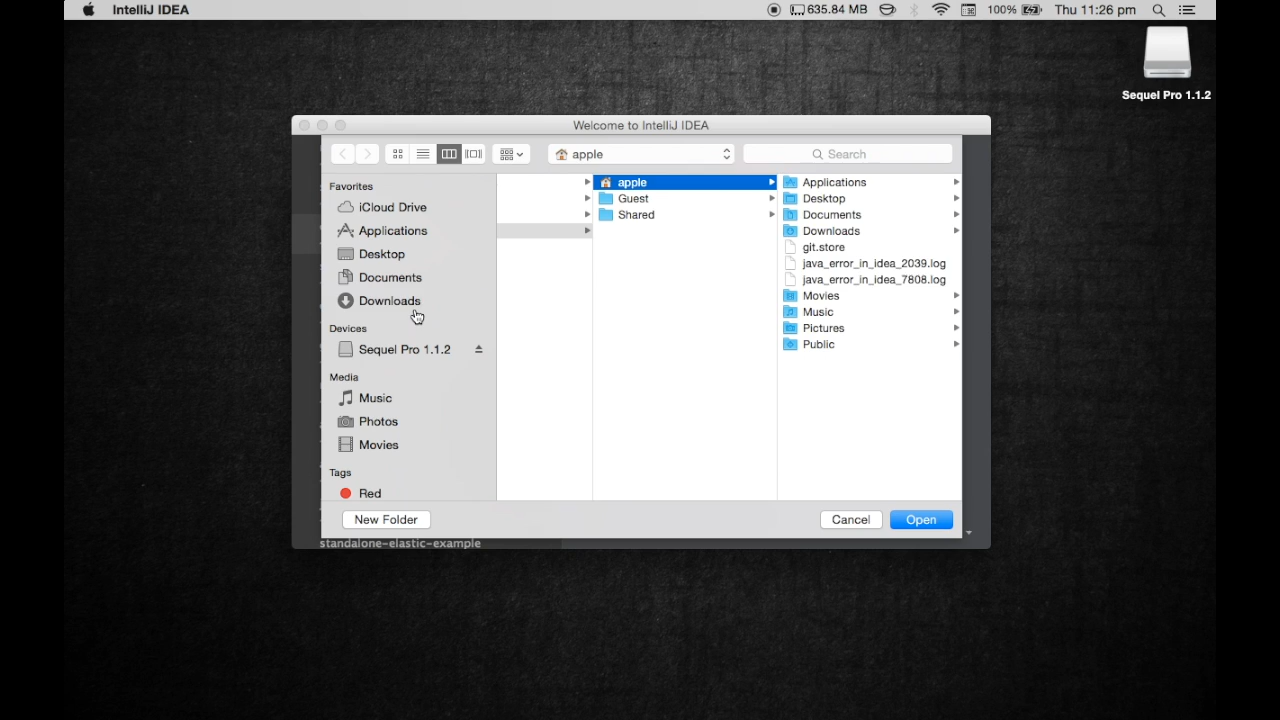 IntelliJ IDEA
635.84 MB
100%
Thu 11:26 pm
Sequel Pro 1.1.2
Welcome to IntelliJ IDEA
apple
Search
Favorites
iCloud Drive
Applications
Desktop
Documents
Downloads
Devices
Sequel Pro 1.1.2
Media
Music
Photos
Movies
Tags
Red
apple
Guest
Shared
Applications
Desktop
Documents
Downloads
git.store
java_error_in_idea_2039.log
java_error_in_idea_7808.log
Movies
Music
Pictures
Public
New Folder
Cancel
Open
standalone-elastic-example